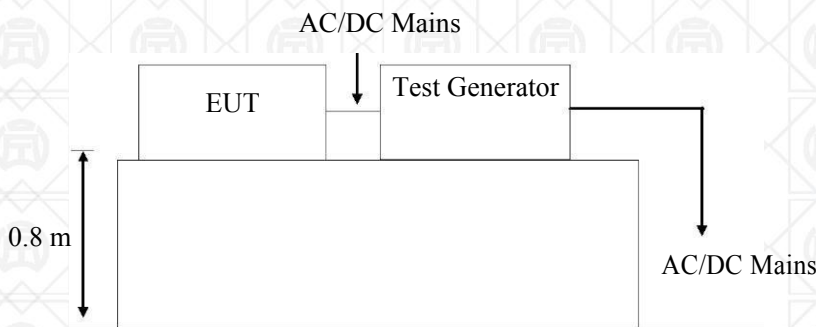 AC/DC Mains
EUT
Test Generator
0.8 m
AC/DC Mains